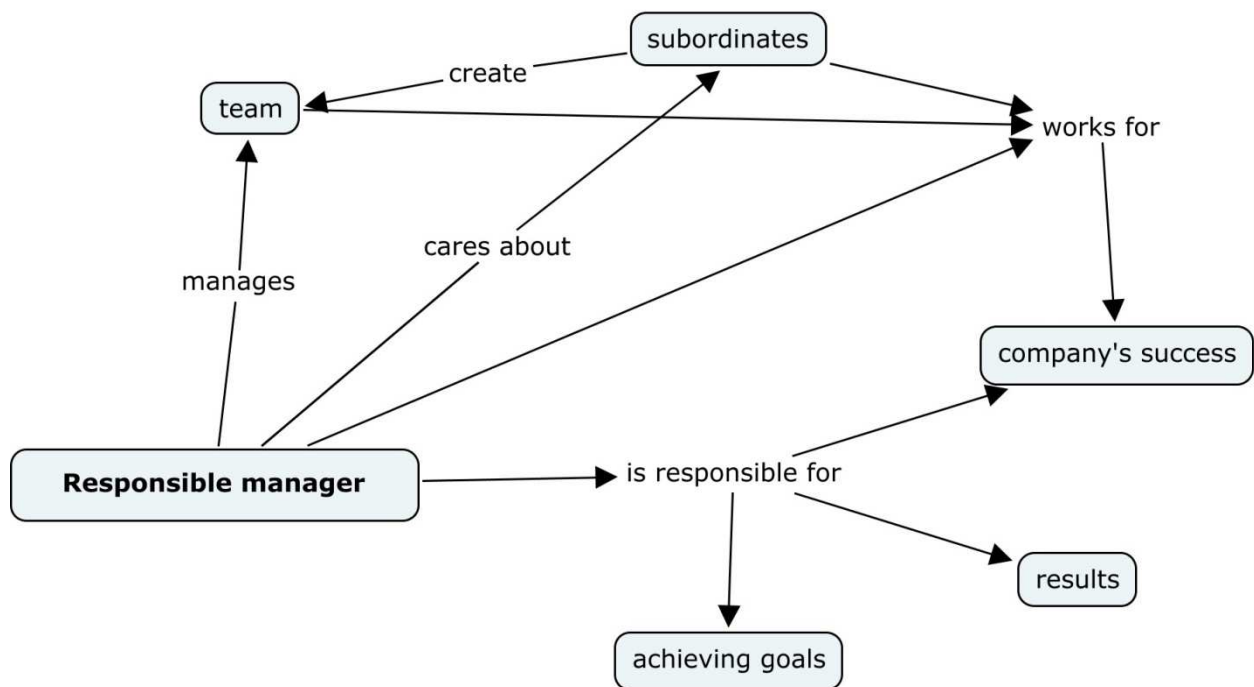 subordinates
create
team
works for
cares about
manages
company's success
Responsible manager
is responsible for
results
achieving goals